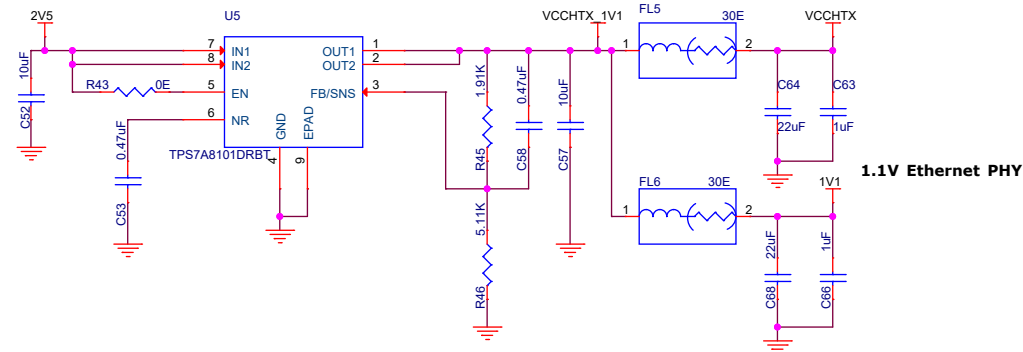 2V5
U5
VCCHTX_1V1
FL5
30E
VCCHTX
10uF
C52
R43
0E
7
8
5
6
IN1
IN2
EN
NR
OUT1
OUT2
FB/SNS
GND
EPAD
1
2
3
4
9
TPS7A8101DRBT
0.47uF
C53
1.91K
R45
0.47uF
C58
10uF
C57
5.11K
R46
1
2
C64
22uF
C63
1uF
1.1V Ethernet PHY
FL6
30E
1V1
1
2
22uF
C68
1uF
C66